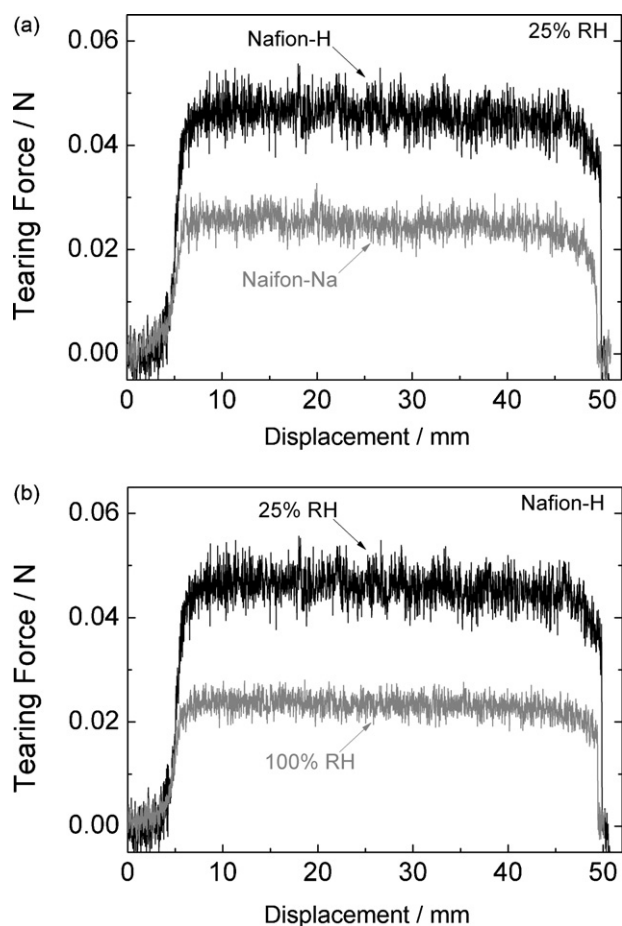 (a)
0.06
Nafion-H
25% RH
0.04
Tearing Force / N
0.02
Naifon-Na
0.00
0 10 20 30 40 50
Displacement / mm
(b)
0.06
25% RH
Nafion-H
0.04
Tearing Force / N
0.02
100% RH
0.00
0 10 20 30 40 50
Displacement / mm